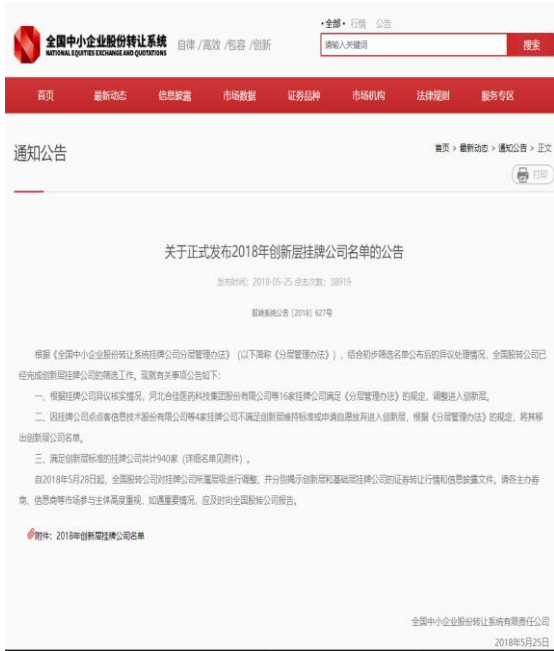 ·全部· 行情 公告
全国中小企业股份转让系统
NATIONAL EQUITIES EXCHANGE AND QUOTATIONS
自律 /高效 /包容 /创新
请输入关键词
搜索
首页 最新动态 信息披露 市场数据 证券品种 市场机构 法律规则 服务专区
通知公告
首页 > 最新动态 > 通知公告 > 正文
打印
关于正式发布2018年创新层挂牌公司名单的公告
发布时间: 2018-05-25 点击次数: 38919
股转系统公告〔2018〕627号
根据《全国中小企业股份转让系统挂牌公司分层管理办法》（以下简称《分层管理办法》），结合初步筛选名单公布后的异议处理情况，全国股转公司已
经完成创新层挂牌公司的筛选工作。现就有关事项公告如下：
一、根据挂牌公司异议核实情况，河北合佳医药科技集团股份有限公司等16家挂牌公司满足《分层管理办法》的规定，调整进入创新层。
二、因挂牌公司点点客信息技术股份有限公司等4家挂牌公司不满足创新层维持标准或申请自愿放弃进入创新层，根据《分层管理办法》的规定，将其移
出创新层公司名单。
三、满足创新层标准的挂牌公司共计940家（详细名单见附件）。
自2018年5月28日起，全国股转公司对挂牌公司所属层级进行调整，并分别揭示创新层和基础层挂牌公司的证券转让行情和信息披露文件。请各主办券
商、信息商等市场参与主体高度重视，如遇重要情况，应及时向全国股转公司报告。
附件：2018年创新层挂牌公司名单
全国中小企业股份转让系统有限责任公司
2018年5月25日